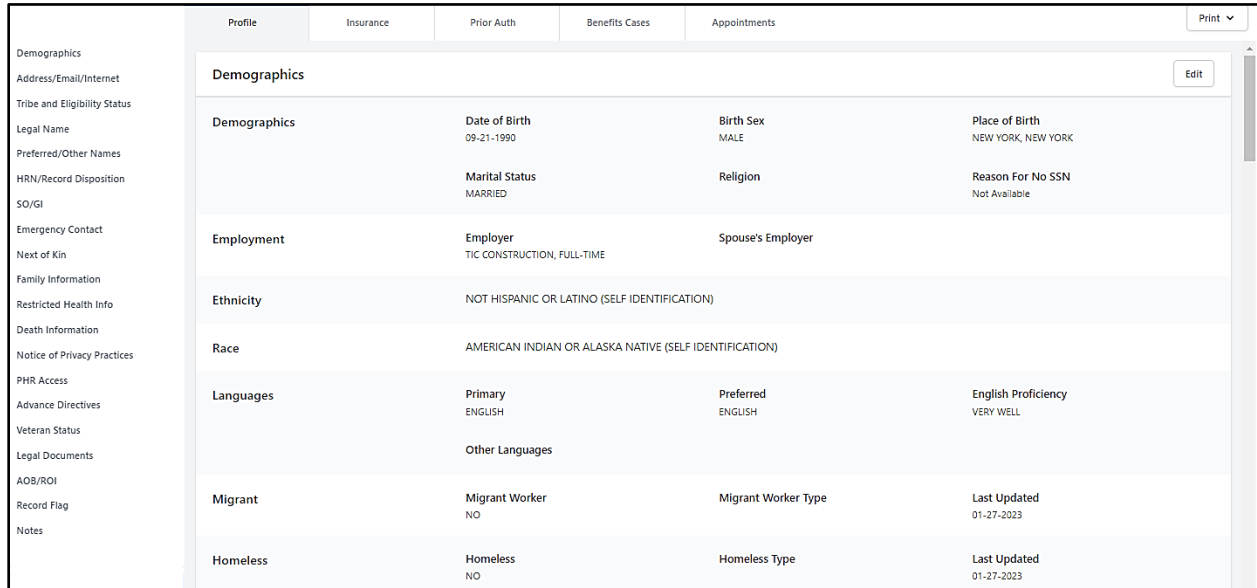 Profile
Insurance
Prior Auth
Benefits Cases
Appointments
Print
Demographics
Address/Email/Internet
Tribe and Eligibility Status
Legal Name
Preferred/Other Names
HRN/Record Disposition
SO/GI
Emergency Contact
Next of Kin
Family Information
Restricted Health Info
Death Information
Notice of Privacy Practices
PHR Access
Advance Directives
Veteran Status
Legal Documents
AOB/ROI
Record Flag
Notes
Demographics
Edit
Demographics
Date of Birth
09-21-1990
Birth Sex
MALE
Place of Birth
NEW YORK, NEW YORK
Marital Status
MARRIED
Religion
Reason For No SSN
Not Available
Employment
Employer
TIC CONSTRUCTION, FULL-TIME
Spouse's Employer
Ethnicity
NOT HISPANIC OR LATINO (SELF IDENTIFICATION)
Race
AMERICAN INDIAN OR ALASKA NATIVE (SELF IDENTIFICATION)
Languages
Primary
ENGLISH
Preferred
ENGLISH
English Proficiency
VERY WELL
Other Languages
Migrant
Migrant Worker
NO
Migrant Worker Type
Last Updated
01-27-2023
Homeless
Homeless
NO
Homeless Type
Last Updated
01-27-2023